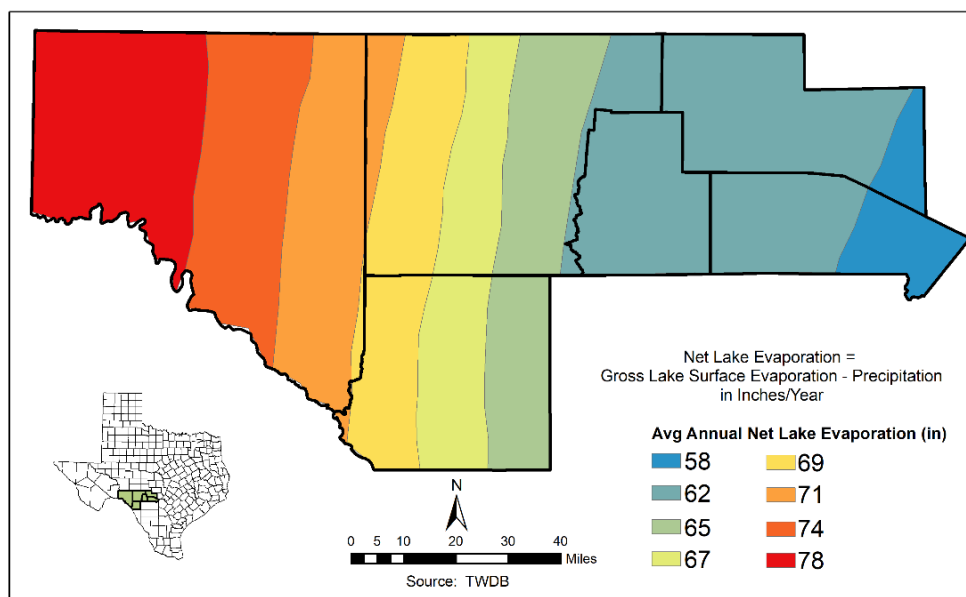 Net Lake Evaporation =
Gross Lake Surface Evaporation - Precipitation
in Inches/Year
Avg Annual Net Lake Evaporation (in)
58 69
62 71
65 74
67 78
N
0 5 10 20 30 40
Miles
Source: TWDB